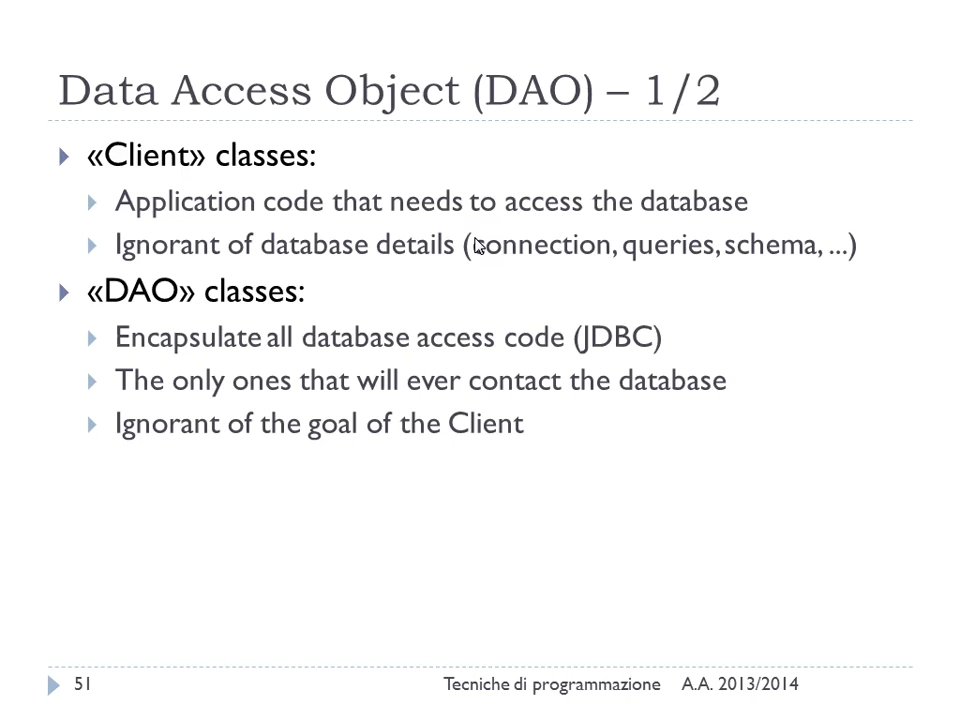 Data Access Object (DAO) – 1/2
«Client» classes:
Application code that needs to access the database
Ignorant of database details (connection, queries, schema, ...)
«DAO» classes:
Encapsulate all database access code (JDBC)
The only ones that will ever contact the database
Ignorant of the goal of the Client
51 Tecniche di programmazione A.A. 2013/2014